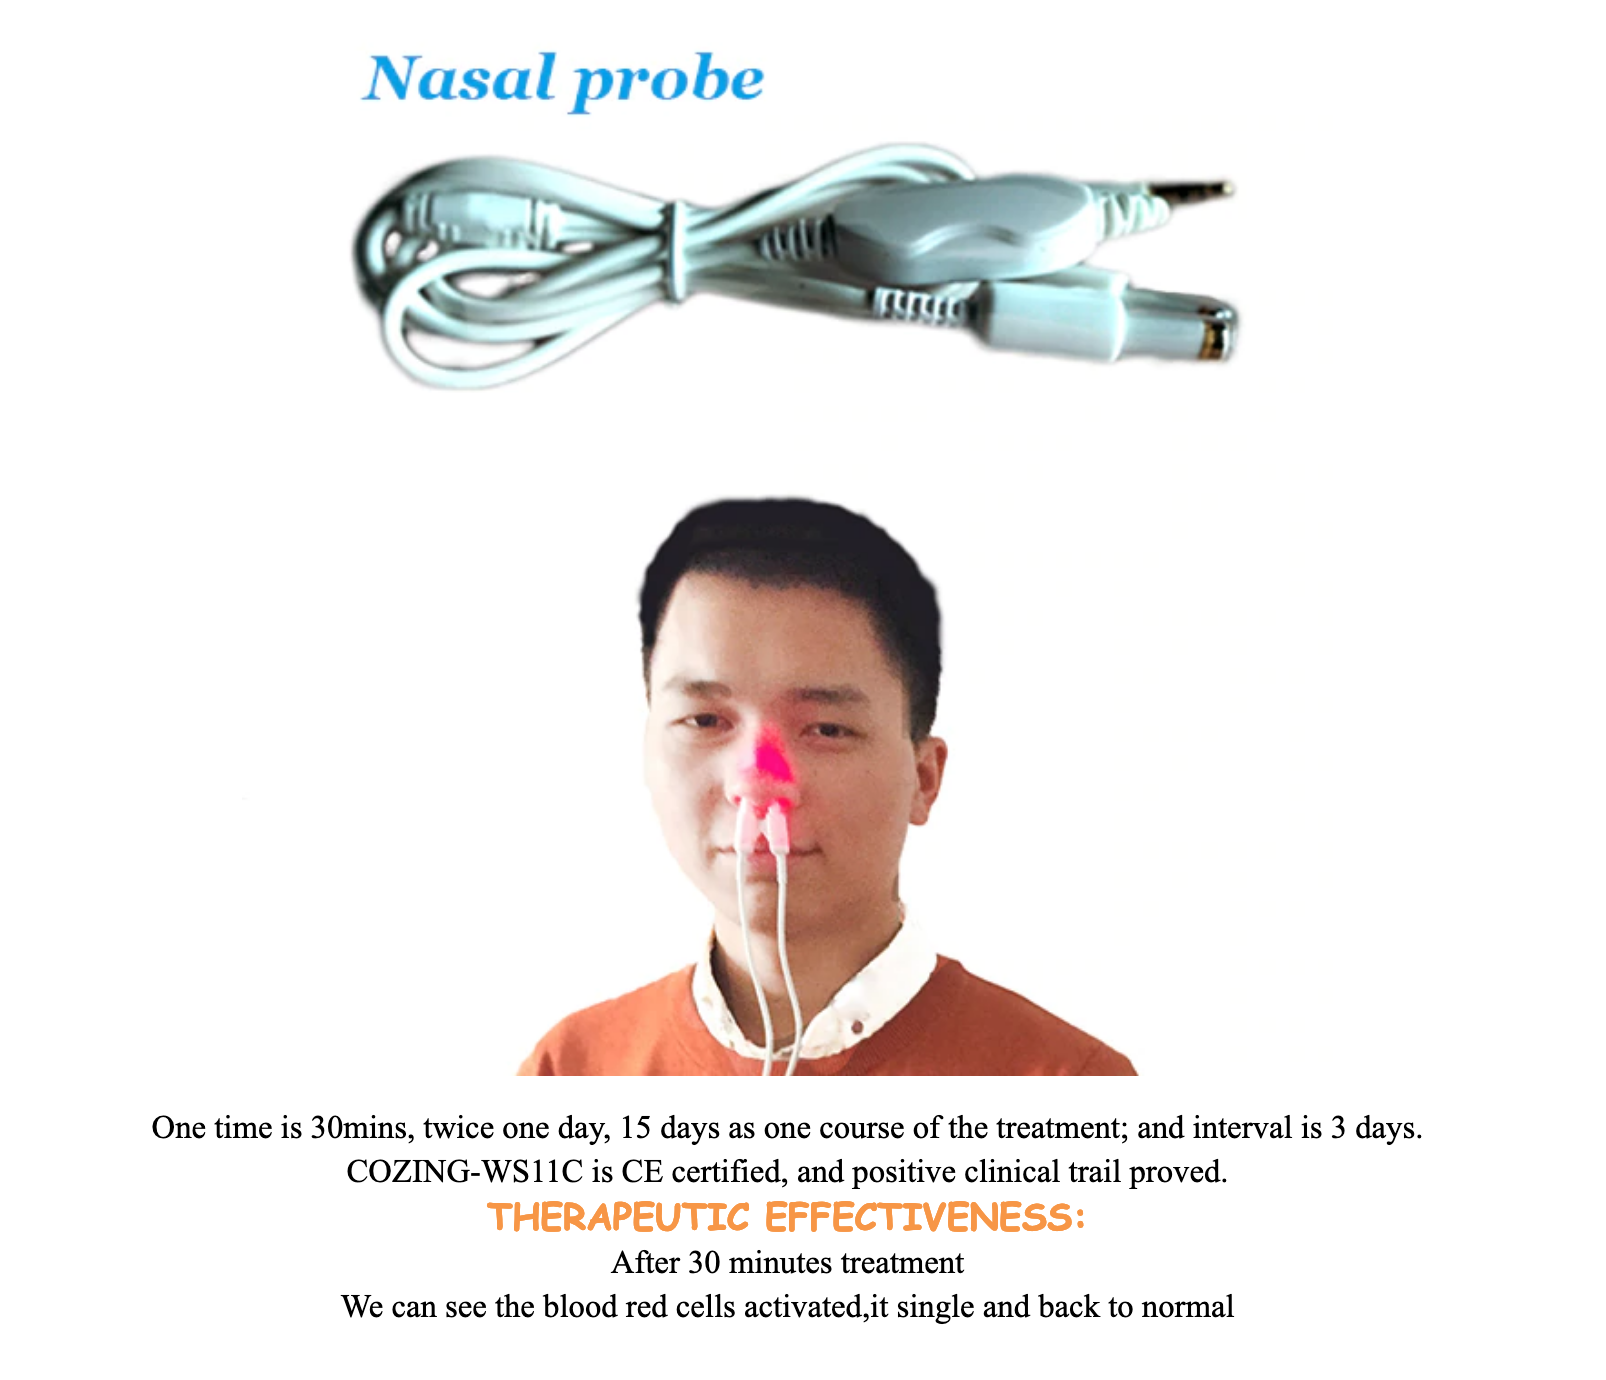 Nasal probe
One time is 30mins, twice one day, 15 days as one course of the treatment; and interval is 3 days.
COZING-WS11C is CE certified, and positive clinical trail proved.
THERAPEUTIC EFFECTIVENESS:
After 30 minutes treatment
We can see the blood red cells activated,it single and back to normal